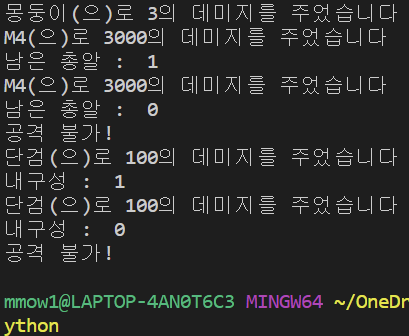 몽둥이(으)로 3의 데미지를 주었습니다
M4(으)로 3000의 데미지를 주었습니다
남은 총알 :  1
M4(으)로 3000의 데미지를 주었습니다
남은 총알 :  0
공격 불가!
단검(으)로 100의 데미지를 주었습니다
내구성 :  1
단검(으)로 100의 데미지를 주었습니다
내구성 :  0
공격 불가!
mmow1@LAPTOP-4AN0T6C3 MINGW64 ~/OneDr
ython